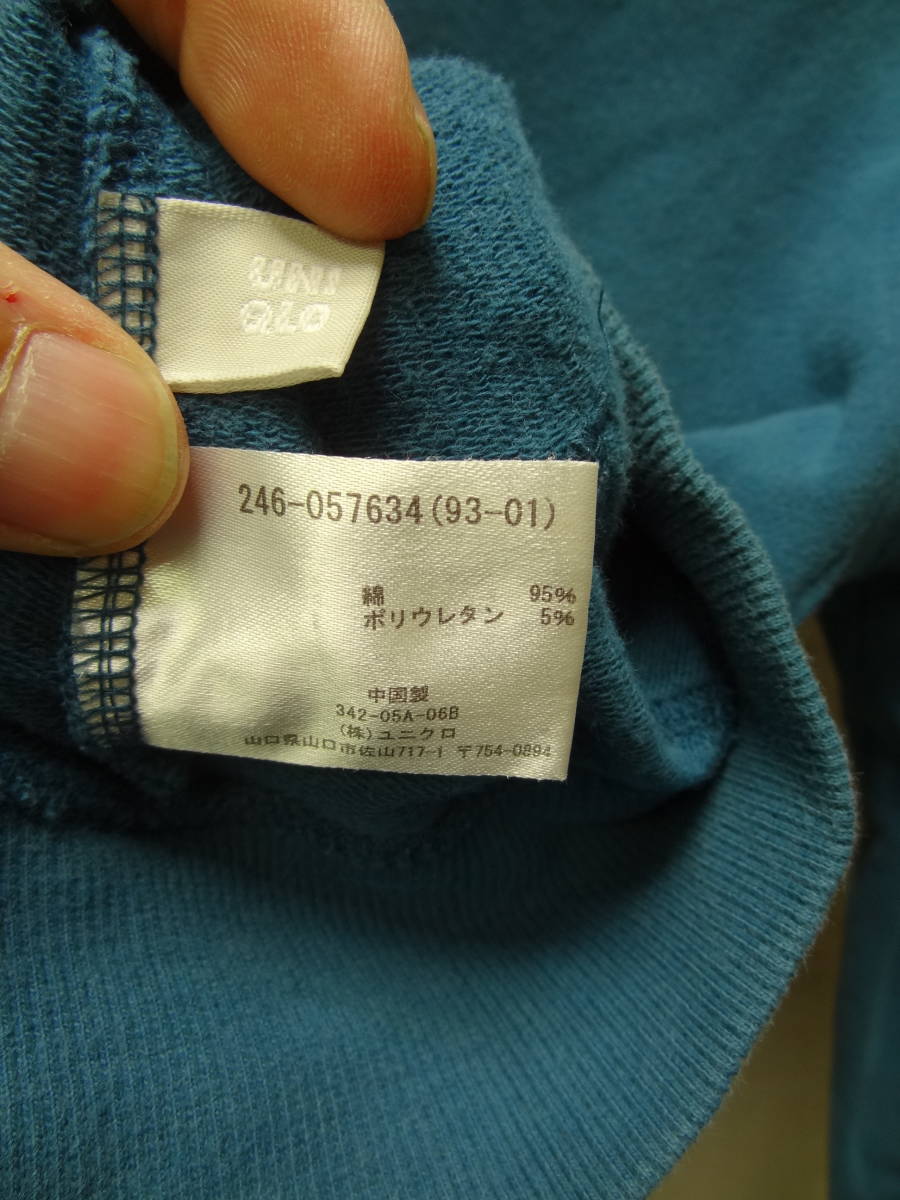 UNI
QLO
246-057634(93-01)
綿 95%
ポリウレタン 5%
中国製
342-05A-06B
(株)ユニクロ
山口県山口市佐山717-1 〒754-0894